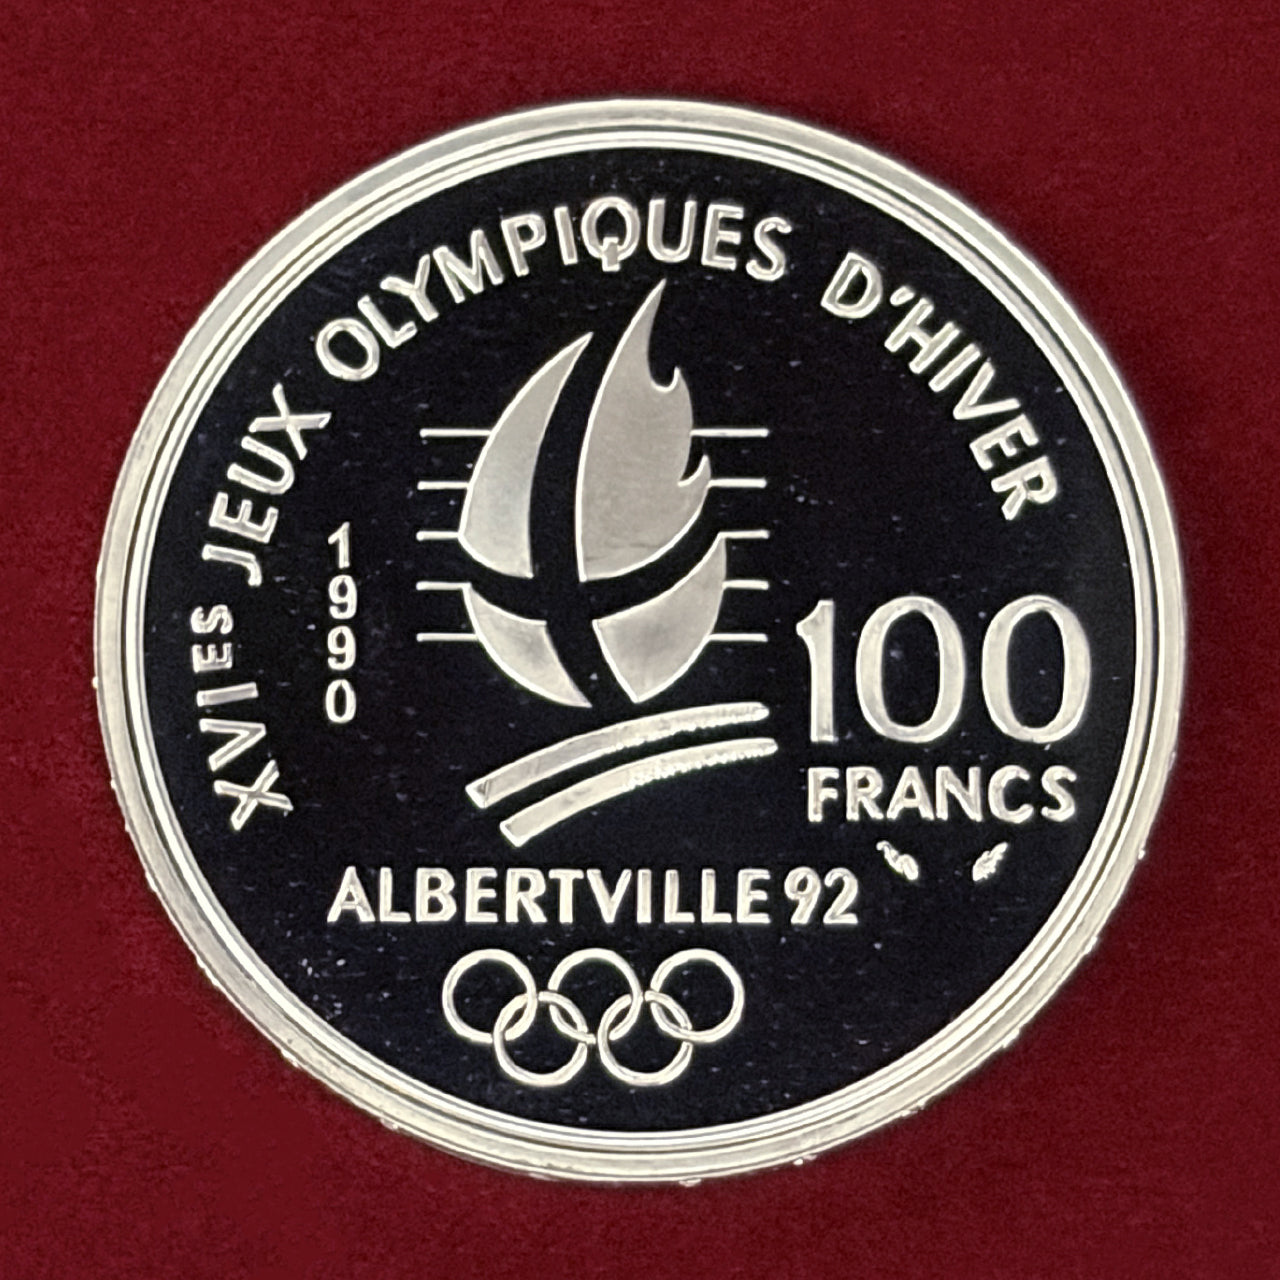 XVIES JEUX OLYMPIQUES D'HIVER
1990
100
FRANCS
ALBERTVILLE 92